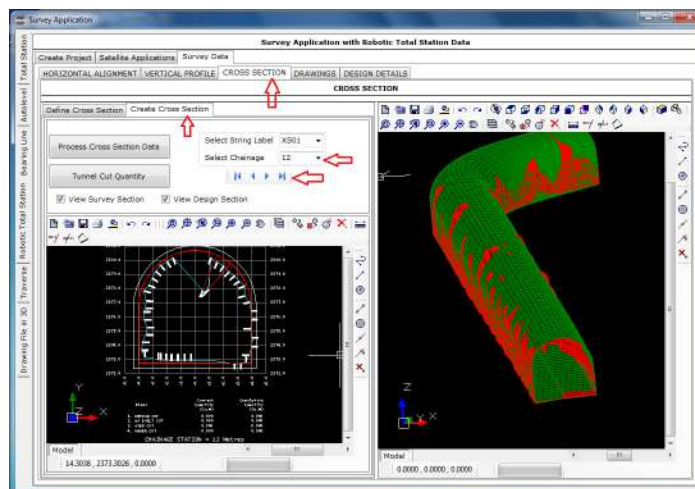 Survey Application
Survey Application with Robotic Total Station Data
Create Project
Satellite Applications
Survey Data
HORIZONTAL ALIGNMENT
VERTICAL PROFILE
CROSS SECTION
DRAWINGS
DESIGN DETAILS
CROSS SECTION
Define Cross Section
Create Cross Section
Process Cross Section Data
Select String Label
XS01
Select Chainage
12
Tunnel Cut Quantity
View Survey Section
View Design Section
Total Station
Autolevel
Bearing Line
Robotic Total Station
Traverse
Drawing File in 3D
CHAINAGE STATION = 12 Metres
Y
Z
X
Model
14.3038 , 2373.3026 , 0.0000
Z
X
Model
0.0000 , 0.0000 , 0.0000